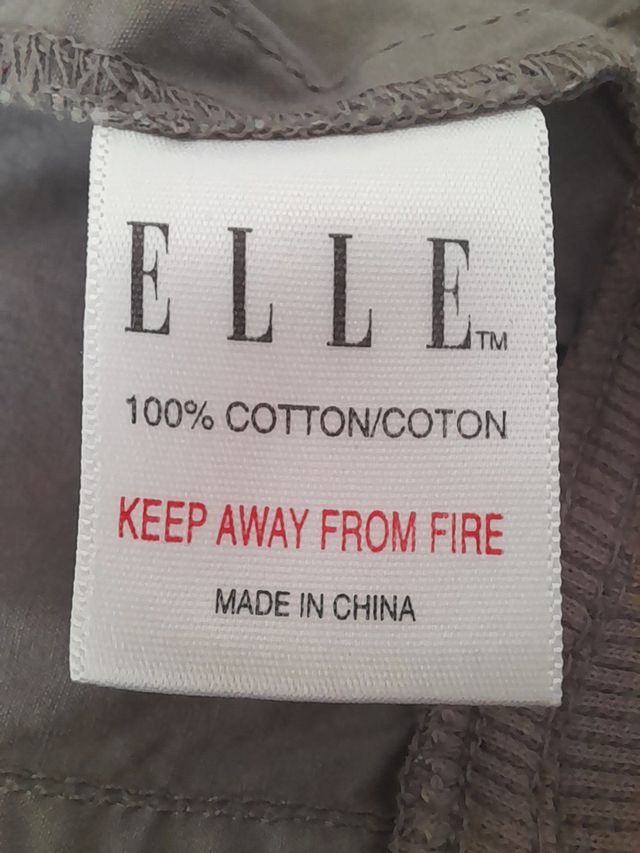 ELLE™
100% COTTON/COTON
KEEP AWAY FROM FIRE
MADE IN CHINA